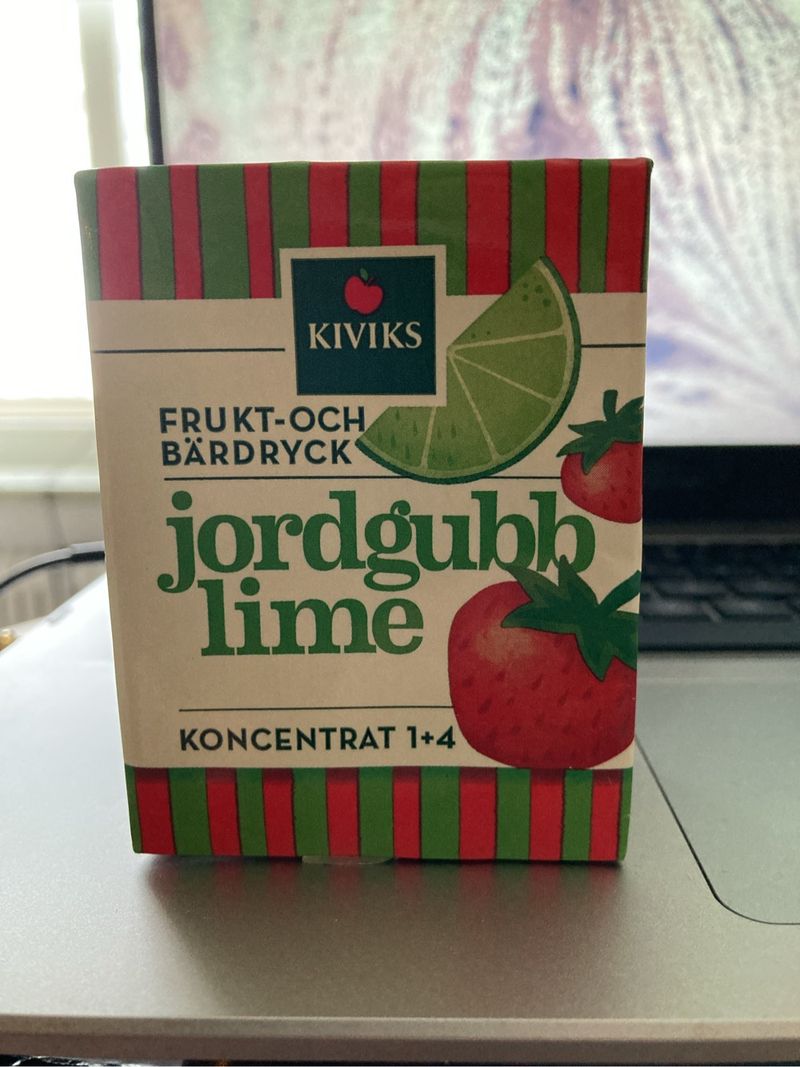 KIVIKS
FRUKT-OCH
BÄRDRYCK
jordgubb
lime
KONCENTRAT 1+4